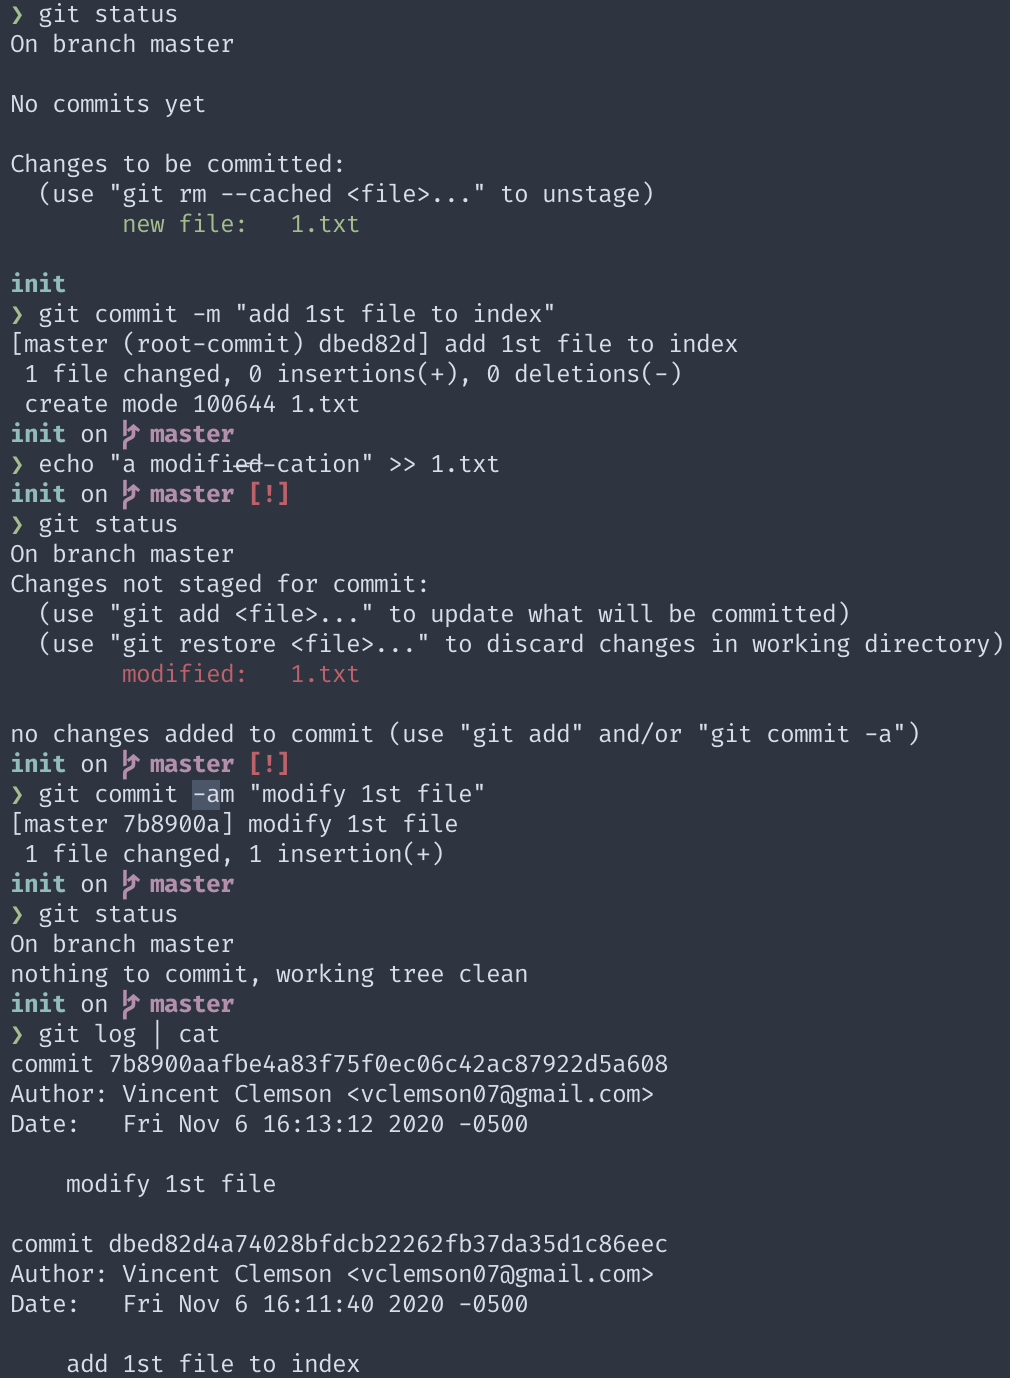 ❯ git status
On branch master

No commits yet

Changes to be committed:
  (use "git rm --cached <file>..." to unstage)
        new file:   1.txt

init
❯ git commit -m "add 1st file to index"
[master (root-commit) dbed82d] add 1st file to index
 1 file changed, 0 insertions(+), 0 deletions(-)
 create mode 100644 1.txt
init on master
❯ echo "a modified-cation" >> 1.txt
init on master [!]
❯ git status
On branch master
Changes not staged for commit:
  (use "git add <file>..." to update what will be committed)
  (use "git restore <file>..." to discard changes in working directory)
        modified:   1.txt

no changes added to commit (use "git add" and/or "git commit -a")
init on master [!]
❯ git commit -am "modify 1st file"
[master 7b8900a] modify 1st file
 1 file changed, 1 insertion(+)
init on master
❯ git status
On branch master
nothing to commit, working tree clean
init on master
❯ git log | cat
commit 7b8900aafbe4a83f75f0ec06c42ac87922d5a608
Author: Vincent Clemson <vclemson07@gmail.com>
Date:   Fri Nov 6 16:13:12 2020 -0500

    modify 1st file

commit dbed82d4a74028bfdcb22262fb37da35d1c86eec
Author: Vincent Clemson <vclemson07@gmail.com>
Date:   Fri Nov 6 16:11:40 2020 -0500

    add 1st file to index